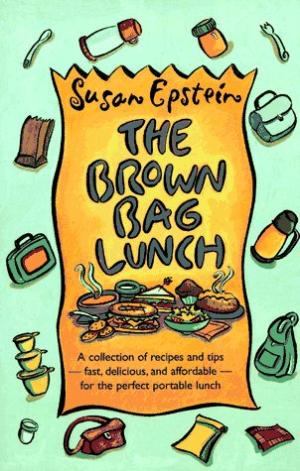 Susan Epstein
THE
BROWN
BAG
LUNCH
A collection of recipes and tips
— fast, delicious, and affordable —
for the perfect portable lunch